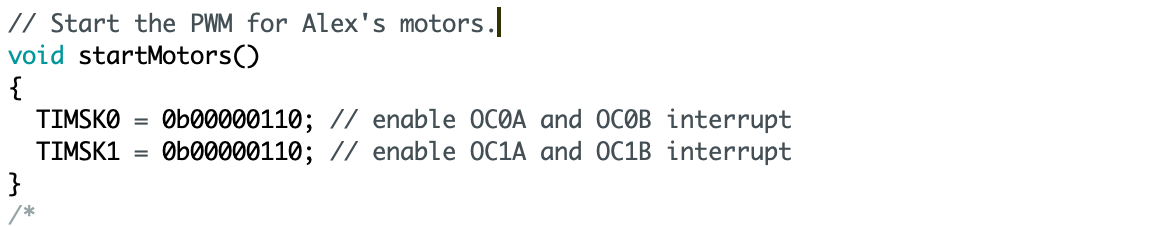 // Start the PWM for Alex's motors.
void startMotors()
{
  TIMSK0 = 0b00000110; // enable OC0A and OC0B interrupt
  TIMSK1 = 0b00000110; // enable OC1A and OC1B interrupt
}
/*